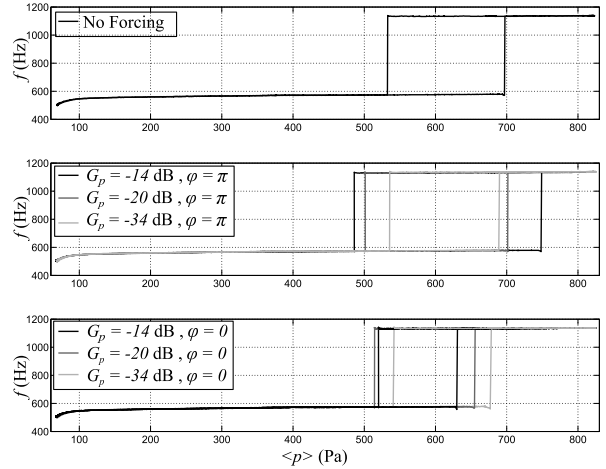 1200
No Forcing
1000
f (Hz)
800
600
400
100 200 300 400 500 600 700 800
1200
G_p = -14 dB , φ = π
1000
G_p = -20 dB , φ = π
f (Hz)
800
G_p = -34 dB , φ = π
600
400
100 200 300 400 500 600 700 800
1200
G_p = -14 dB , φ = 0
1000
G_p = -20 dB , φ = 0
f (Hz)
800
G_p = -34 dB , φ = 0
600
400
100 200 300 400 500 600 700 800
<p> (Pa)